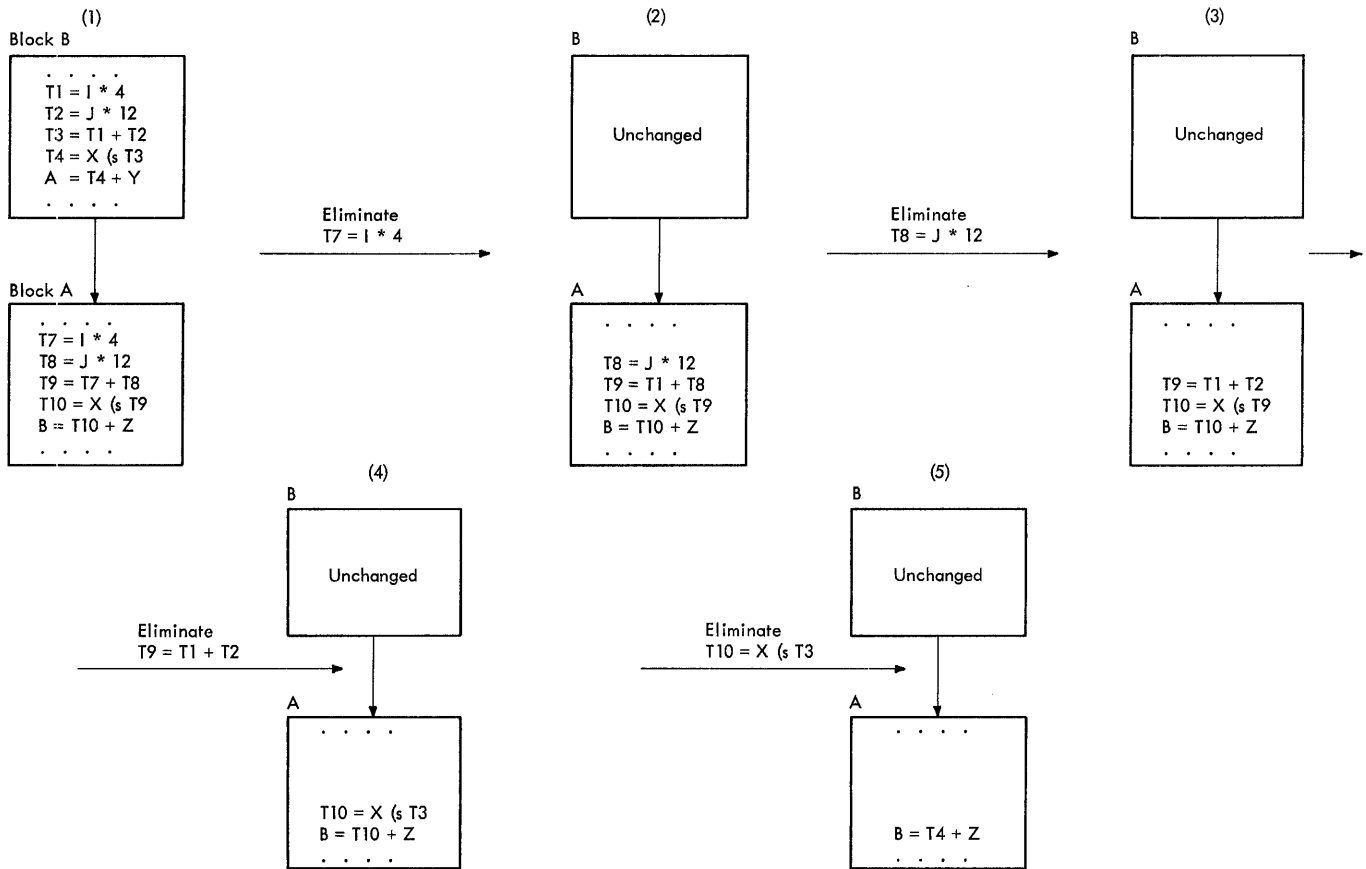 (1)
Block B
. . . .
T1 = I * 4
T2 = J * 12
T3 = T1 + T2
T4 = X (s T3
A = T4 + Y
. . . .
Block A
. . . .
T7 = I * 4
T8 = J * 12
T9 = T7 + T8
T10 = X (s T9
B = T10 + Z
. . . .
Eliminate
T7 = I * 4
(2)
B
Unchanged
A
. . . .
T8 = J * 12
T9 = T1 + T8
T10 = X (s T9
B = T10 + Z
. . . .
Eliminate
T8 = J * 12
(3)
B
Unchanged
A
. . . .
T9 = T1 + T2
T10 = X (s T9
B = T10 + Z
. . . .
Eliminate
T9 = T1 + T2
(4)
B
Unchanged
A
. . . .
T10 = X (s T3
B = T10 + Z
. . . .
Eliminate
T10 = X (s T3
(5)
B
Unchanged
A
. . . .
B = T4 + Z
. . . .